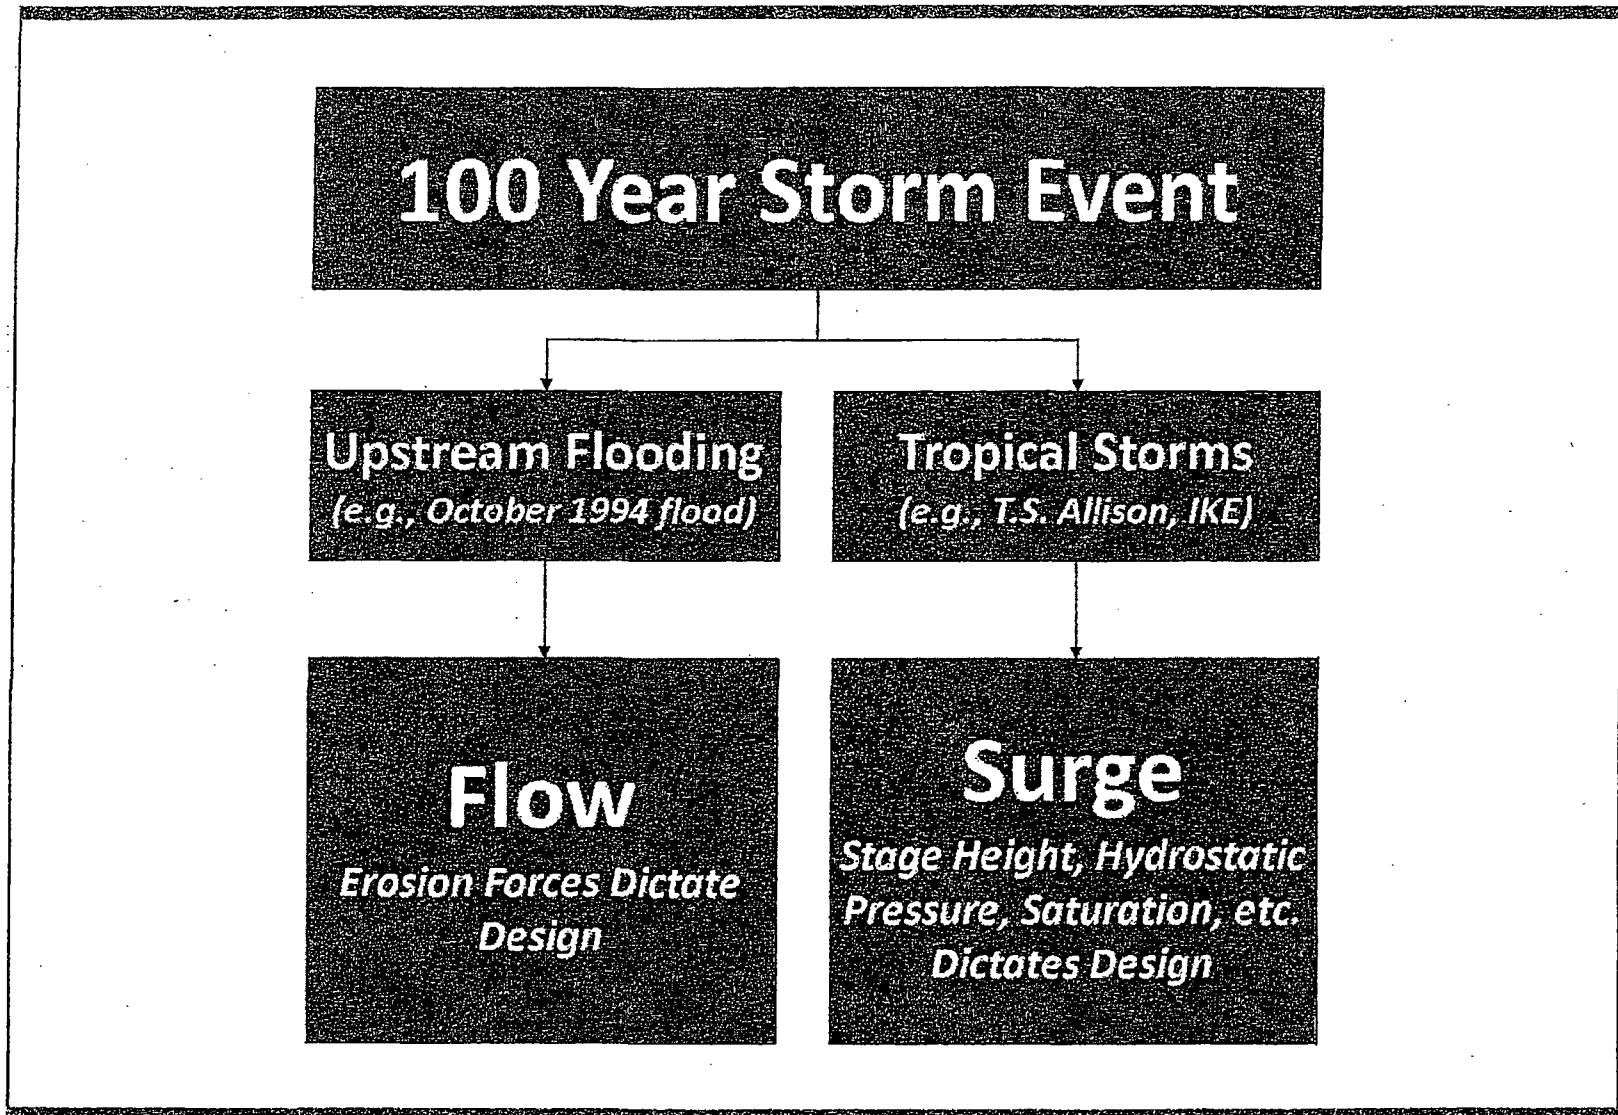 100 Year Storm Event
Upstream Flooding
(e.g., October 1994 flood)
Tropical Storms
(e.g., T.S. Allison, IKE)
Flow
Erosion Forces Dictate
Design
Surge
Stage Height, Hydrostatic
Pressure, Saturation, etc.
Dictates Design